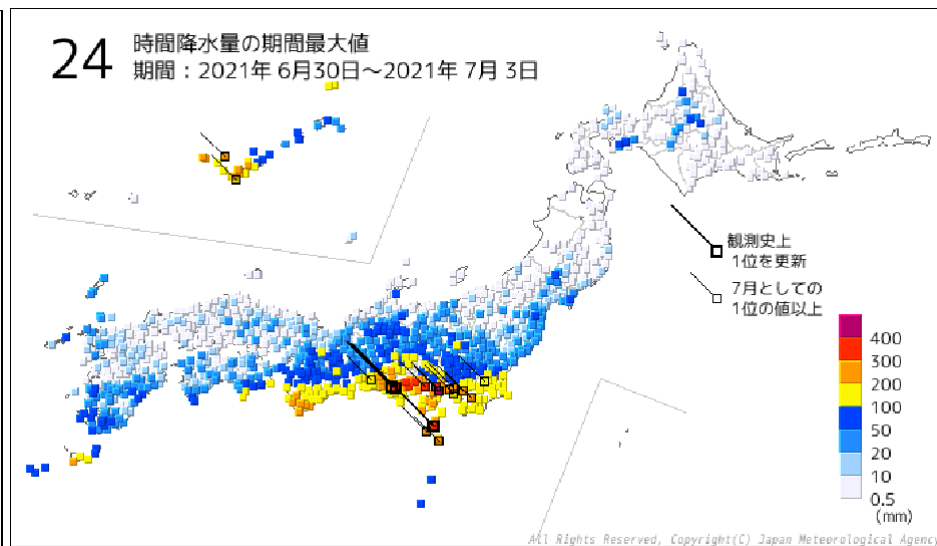 24
時間降水量の期間最大値
期間：2021年 6月30日～2021年 7月 3日
観測史上
1位を更新
7月としての
1位の値以上
400
300
200
100
50
20
10
0.5
(mm)
All Rights Reserved, Copyright(C) Japan Meteorological Agency